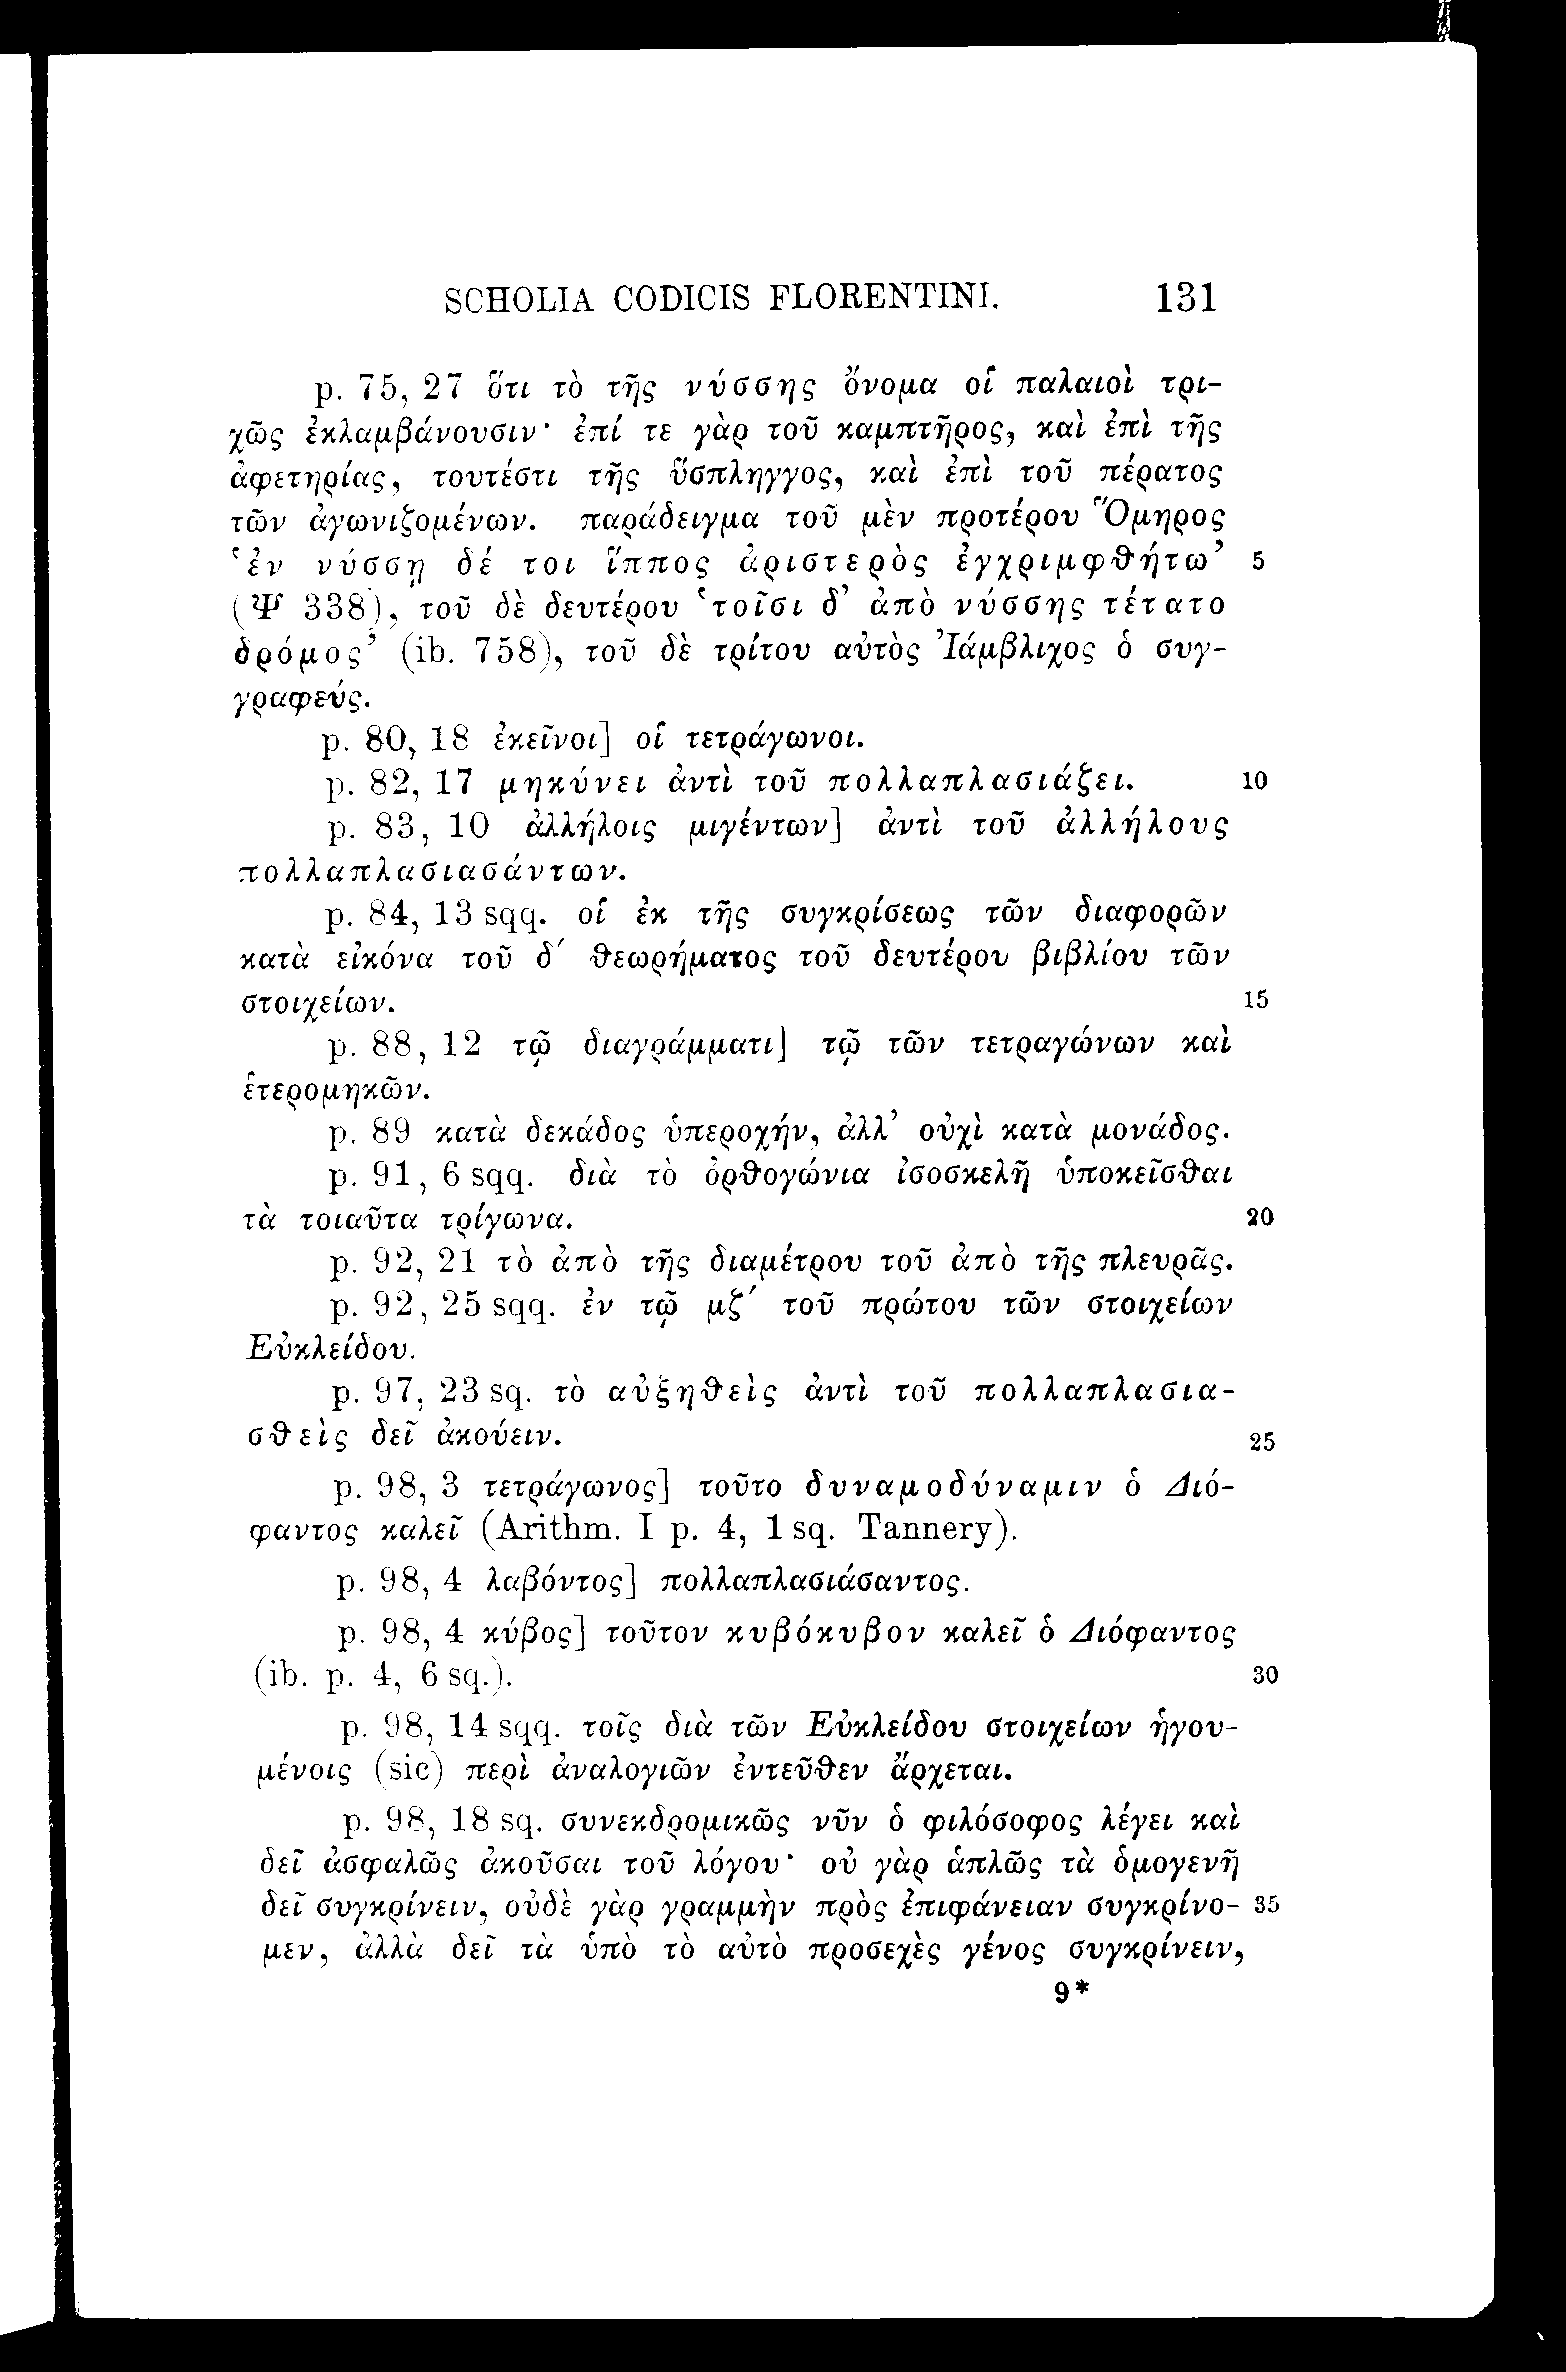 SCHOLIA CODICIS FLORENTINI. 131
p. 75, 27 ὅτι τὸ τῆς νύσσης ὄνομα οἱ παλαιοὶ τρι-
χῶς ἐκλαμβάνουσιν· ἐπί τε γὰρ τοῦ καμπτῆρος, καὶ ἐπὶ τῆς
ἀφετηρίας, τουτέστι τῆς ὕσπληγγος, καὶ ἐπὶ τοῦ πέρατος
τῶν ἀγωνιζομένων. παράδειγμα τοῦ μὲν προτέρου Ὅμηρος
‛ἐν νύσσῃ δέ τοι ἵππος ἀριστερὸς ἐγχριμφθήτω’ 5
(Ψ 338), τοῦ δὲ δευτέρου ‛τοῖσι δ’ ἀπὸ νύσσης τέτατο
δρόμος’ (ib. 758), τοῦ δὲ τρίτου αὐτὸς Ἰάμβλιχος ὁ συγ-
γραφεύς.
p. 80, 18 ἐκεῖνοι] οἱ τετράγωνοι.
p. 82, 17 μηκύνει ἀντὶ τοῦ πολλαπλασιάζει. 10
p. 83, 10 ἀλλήλοις μιγέντων] ἀντὶ τοῦ ἀλλήλους
πολλαπλασιασάντων.
p. 84, 13 sqq. οἱ ἐκ τῆς συγκρίσεως τῶν διαφορῶν
κατὰ εἰκόνα τοῦ δ΄ θεωρήματος τοῦ δευτέρου βιβλίου τῶν
στοιχείων. 15
p. 88, 12 τῷ διαγράμματι] τῷ τῶν τετραγώνων καὶ
ἑτερομηκῶν.
p. 89 κατὰ δεκάδος ὑπεροχήν, ἀλλ’ οὐχὶ κατὰ μονάδος.
p. 91, 6 sqq. διὰ τὸ ὀρθογώνια ἰσοσκελῆ ὑποκεῖσθαι
τὰ τοιαῦτα τρίγωνα. 20
p. 92, 21 τὸ ἀπὸ τῆς διαμέτρου τοῦ ἀπὸ τῆς πλευρᾶς.
p. 92, 25 sqq. ἐν τῷ μζ΄ τοῦ πρώτου τῶν στοιχείων
Εὐκλείδου.
p. 97, 23 sq. τὸ αὐξηθεὶς ἀντὶ τοῦ πολλαπλασια-
σθεὶς δεῖ ἀκούειν. 25
p. 98, 3 τετράγωνος] τοῦτο δυναμοδύναμιν ὁ Διό-
φαντος καλεῖ (Arithm. I p. 4, 1 sq. Tannery).
p. 98, 4 λαβόντος] πολλαπλασιάσαντος.
p. 98, 4 κύβος] τοῦτον κυβόκυβον καλεῖ ὁ Διόφαντος
(ib. p. 4, 6 sq.). 30
p. 98, 14 sqq. τοῖς διὰ τῶν Εὐκλείδου στοιχείων ἡγου-
μένοις (sic) περὶ ἀναλογιῶν ἐντεῦθεν ἄρχεται.
p. 98, 18 sq. συνεκδρομικῶς νῦν ὁ φιλόσοφος λέγει καὶ
δεῖ ἀσφαλῶς ἀκοῦσαι τοῦ λόγου· οὐ γὰρ ἁπλῶς τὰ ὁμογενῆ
δεῖ συγκρίνειν, οὐδὲ γὰρ γραμμὴν πρὸς ἐπιφάνειαν συγκρίνο- 35
μεν, ἀλλὰ δεῖ τὰ ὑπὸ τὸ αὐτὸ προσεχὲς γένος συγκρίνειν,
9*